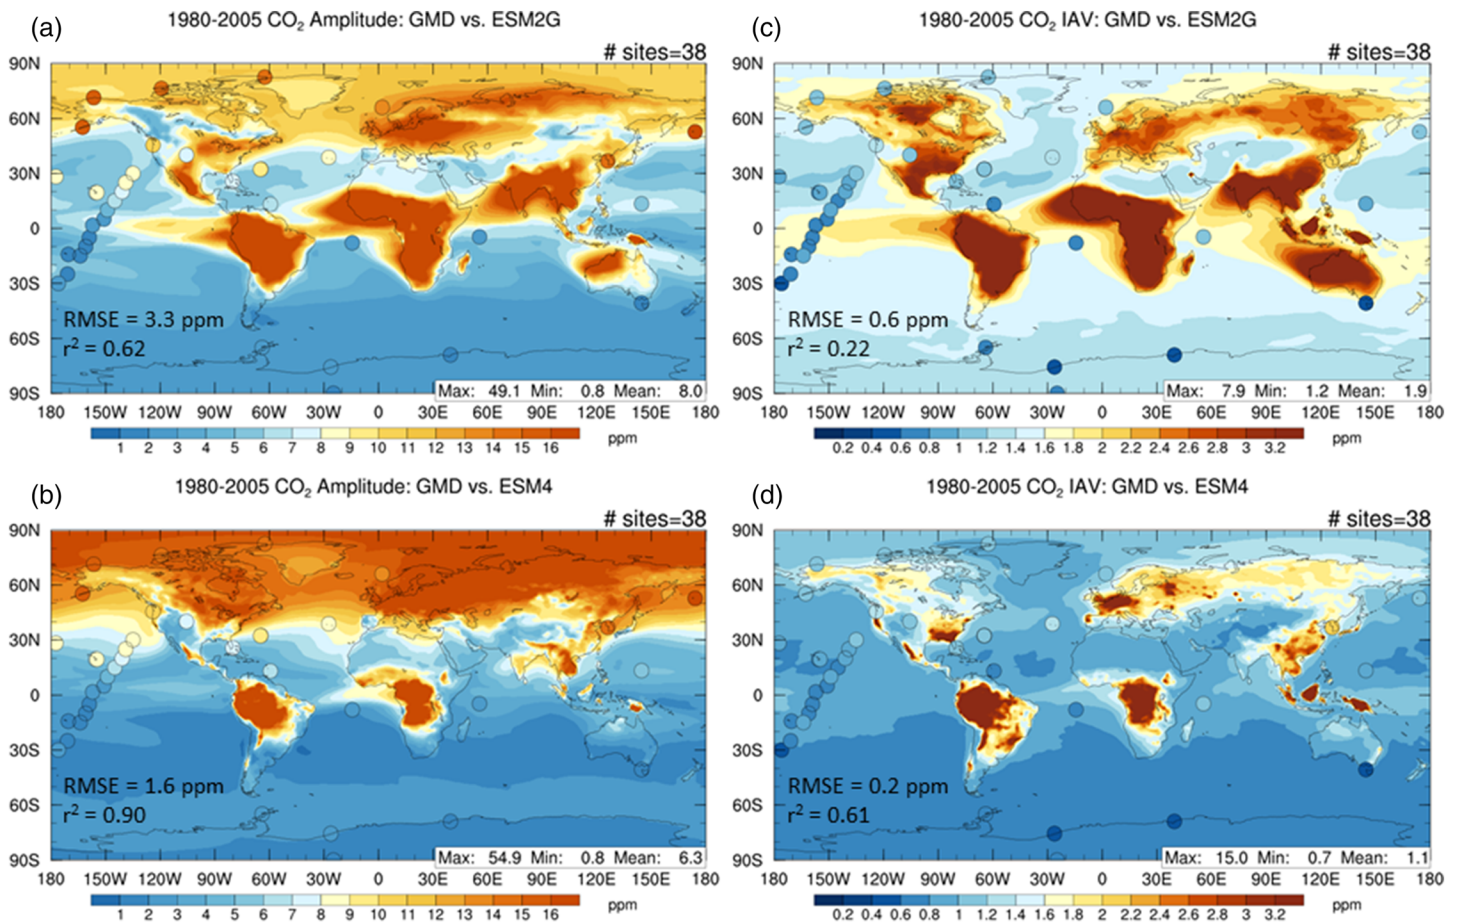 (a)
1980-2005 CO2 Amplitude: GMD vs. ESM2G
# sites=38
90N
60N
30N
0
30S
60S
90S
RMSE = 3.3 ppm
r2 = 0.62
Max: 49.1 Min: 0.8 Mean: 8.0
180 150W 120W 90W 60W 30W 0 30E 60E 90E 120E 150E 180
1 2 3 4 5 6 7 8 9 10 11 12 13 14 15 16 ppm
(c)
1980-2005 CO2 IAV: GMD vs. ESM2G
# sites=38
90N
60N
30N
0
30S
60S
90S
RMSE = 0.6 ppm
r2 = 0.22
Max: 7.9 Min: 1.2 Mean: 1.9
180 150W 120W 90W 60W 30W 0 30E 60E 90E 120E 150E 180
0.2 0.4 0.6 0.8 1 1.2 1.4 1.6 1.8 2 2.2 2.4 2.6 2.8 3 3.2 ppm
(b)
1980-2005 CO2 Amplitude: GMD vs. ESM4
# sites=38
90N
60N
30N
0
30S
60S
90S
RMSE = 1.6 ppm
r2 = 0.90
Max: 54.9 Min: 0.8 Mean: 6.3
180 150W 120W 90W 60W 30W 0 30E 60E 90E 120E 150E 180
1 2 3 4 5 6 7 8 9 10 11 12 13 14 15 16 ppm
(d)
1980-2005 CO2 IAV: GMD vs. ESM4
# sites=38
90N
60N
30N
0
30S
60S
90S
RMSE = 0.2 ppm
r2 = 0.61
Max: 15.0 Min: 0.7 Mean: 1.1
180 150W 120W 90W 60W 30W 0 30E 60E 90E 120E 150E 180
0.2 0.4 0.6 0.8 1 1.2 1.4 1.6 1.8 2 2.2 2.4 2.6 2.8 3 3.2 ppm